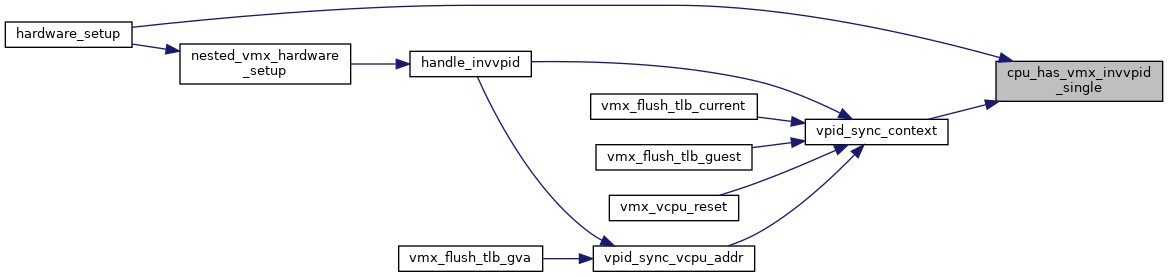 hardware_setup
nested_vmx_hardware
_setup
handle_invvpid
cpu_has_vmx_invvpid
_single
vmx_flush_tlb_current
vpid_sync_context
vmx_flush_tlb_guest
vmx_vcpu_reset
vmx_flush_tlb_gva
vpid_sync_vcpu_addr